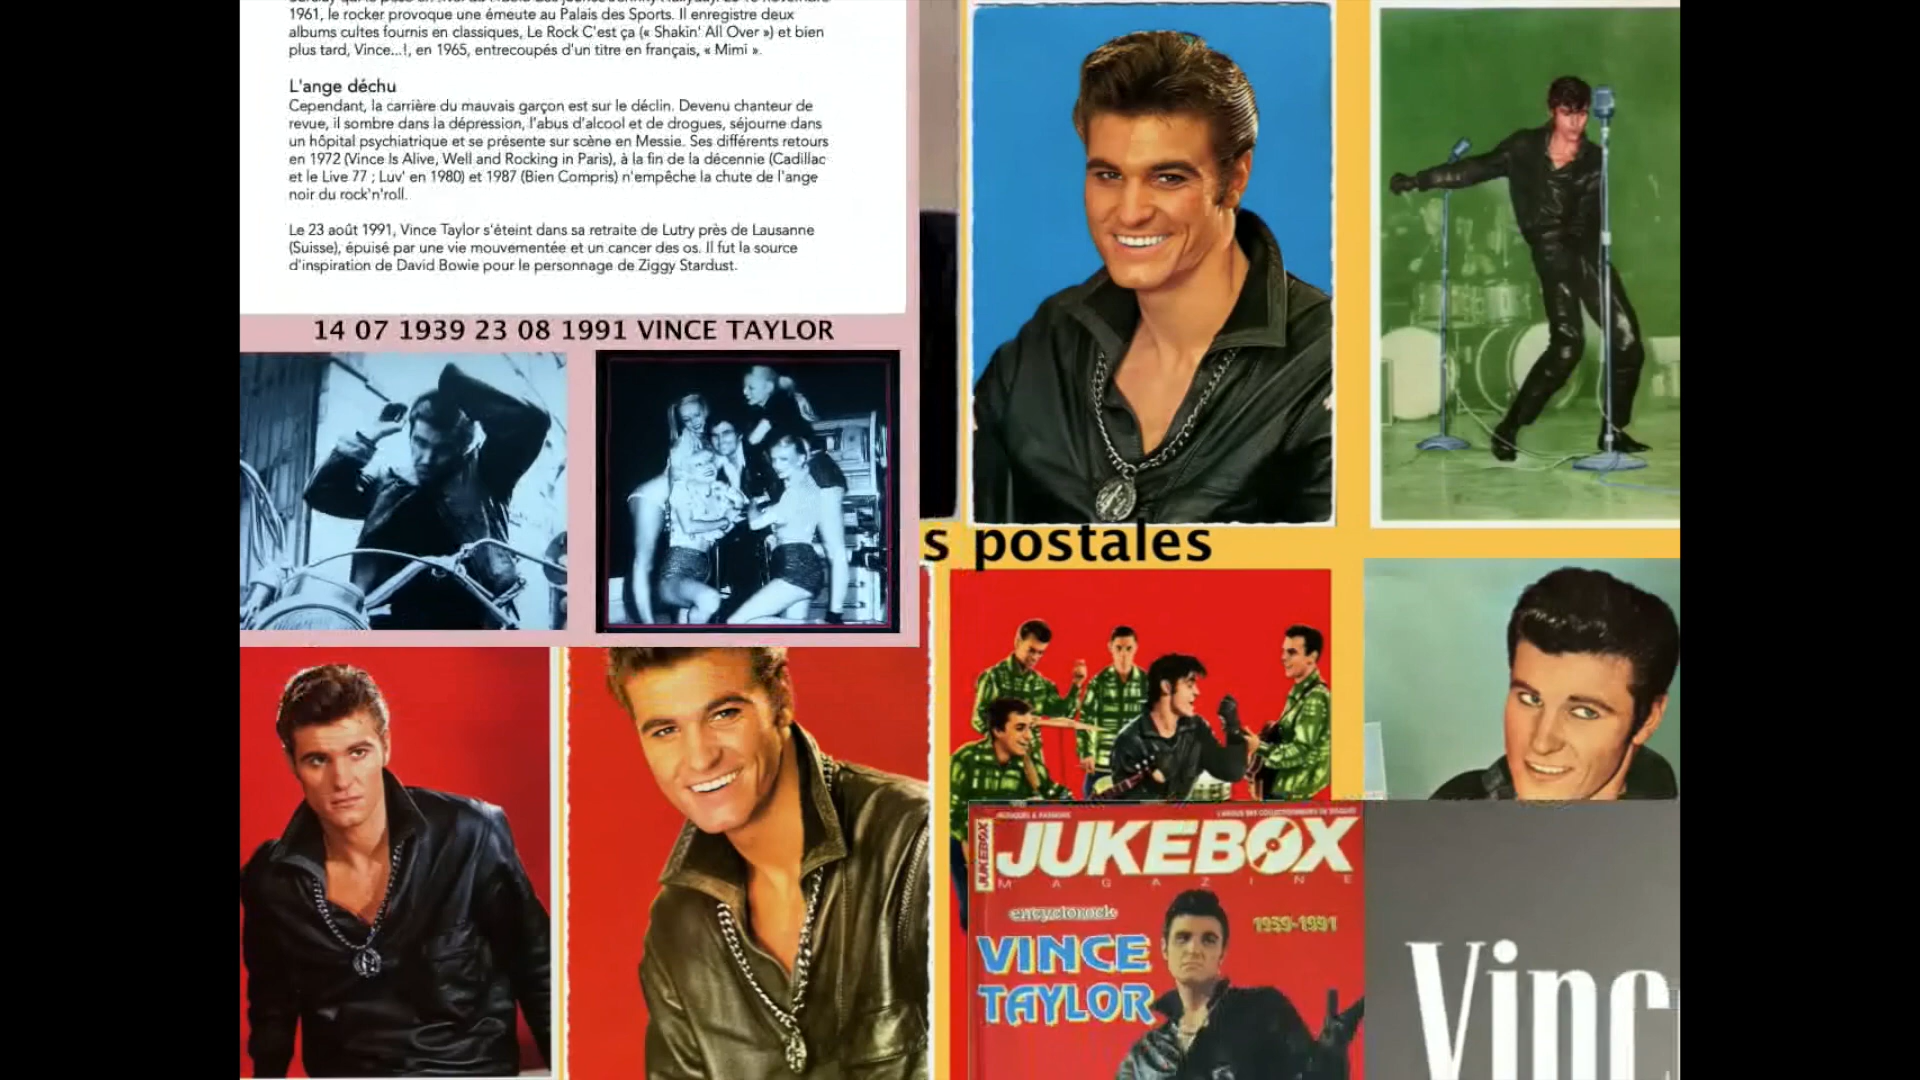 1961, le rocker provoque une émeute au Palais des Sports. Il enregistre deux
albums cultes fournis en classiques, Le Rock C'est ça (« Shakin' All Over ») et bien
plus tard, Vince...!, en 1965, entrecoupés d'un titre en français, « Mimi ».
L'ange déchu
Cependant, la carrière du mauvais garçon est sur le déclin. Devenu chanteur de
revue, il sombre dans la dépression, l'abus d'alcool et de drogues, séjourne dans
un hôpital psychiatrique et se présente sur scène en Messie. Ses différents retours
en 1972 (Vince Is Alive, Well and Rocking in Paris), à la fin de la décennie (Cadillac
et le Live 77 ; Luv' en 1980) et 1987 (Bien Compris) n'empêche la chute de l'ange
noir du rock'n'roll.
Le 23 août 1991, Vince Taylor s'éteint dans sa retraite de Lutry près de Lausanne
(Suisse), épuisé par une vie mouvementée et un cancer des os. Il fut la source
d'inspiration de David Bowie pour le personnage de Ziggy Stardust.
14 07 1939 23 08 1991 VINCE TAYLOR
s postales
JUKEBOX
JUKEBOX
MAGAZINE
encyclorock
1959-1991
VINCE
TAYLOR
Vinc